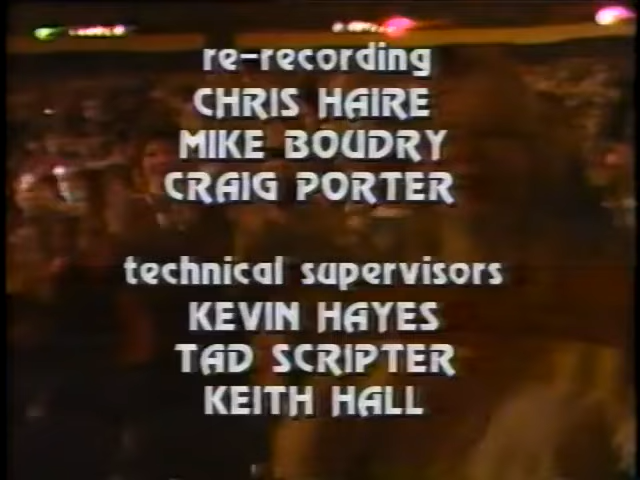 re-recording
CHRIS HAIRE
MIKE BOUDRY
CRAIG PORTER
technical supervisors
KEVIN HAYES
TAD SCRIPTER
KEITH HALL